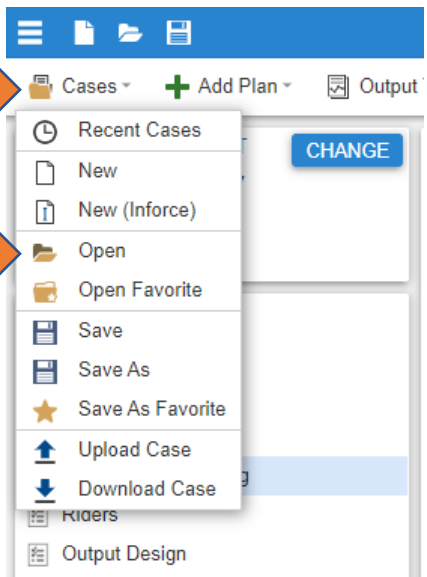 Cases
Add Plan
Output
CHANGE
Recent Cases
New
New (Inforce)
Open
Open Favorite
Save
Save As
Save As Favorite
Upload Case
Download Case
Riders
Output Design